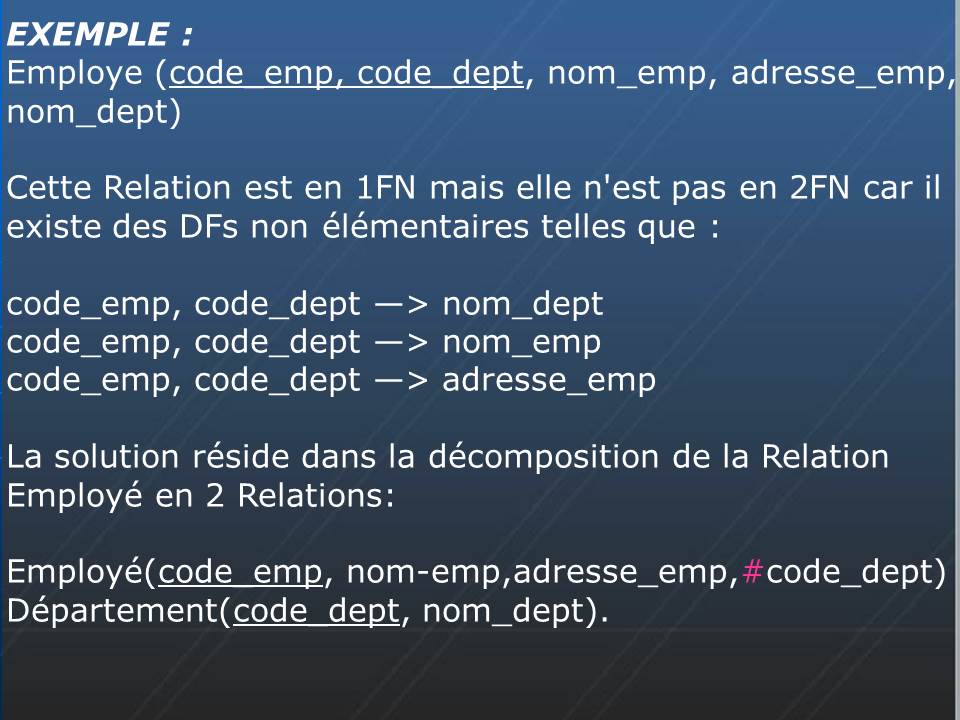 EXEMPLE :
Employe (code_emp, code_dept, nom_emp, adresse_emp,
nom_dept)
Cette Relation est en 1FN mais elle n'est pas en 2FN car il
existe des DFs non élémentaires telles que :
code_emp, code_dept —> nom_dept
code_emp, code_dept —> nom_emp
code_emp, code_dept —> adresse_emp
La solution réside dans la décomposition de la Relation
Employé en 2 Relations:
Employé(code_emp, nom-emp,adresse_emp,#code_dept)
Département(code_dept, nom_dept).